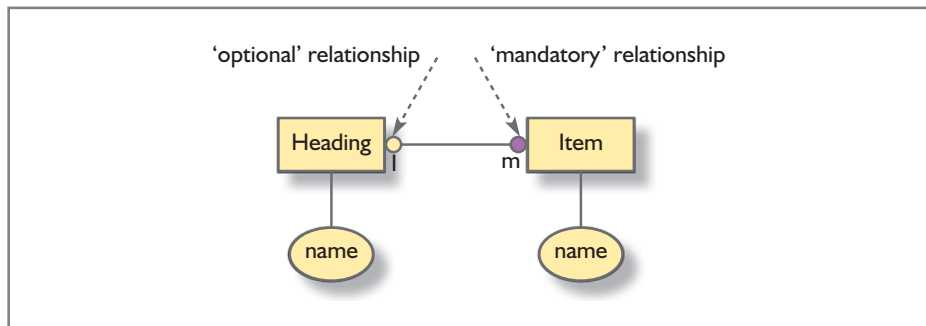 ‘optional’ relationship ‘mandatory’ relationship
Heading Item
l m
name name